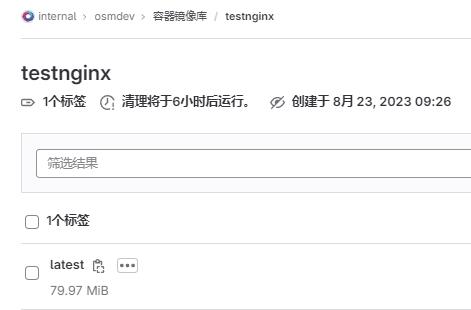 internal > osmdev > 容器镜像库 / testnginx
testnginx
1个标签 清理将于6小时后运行。 创建于 8月 23, 2023 09:26
筛选结果
1个标签
latest
79.97 MiB